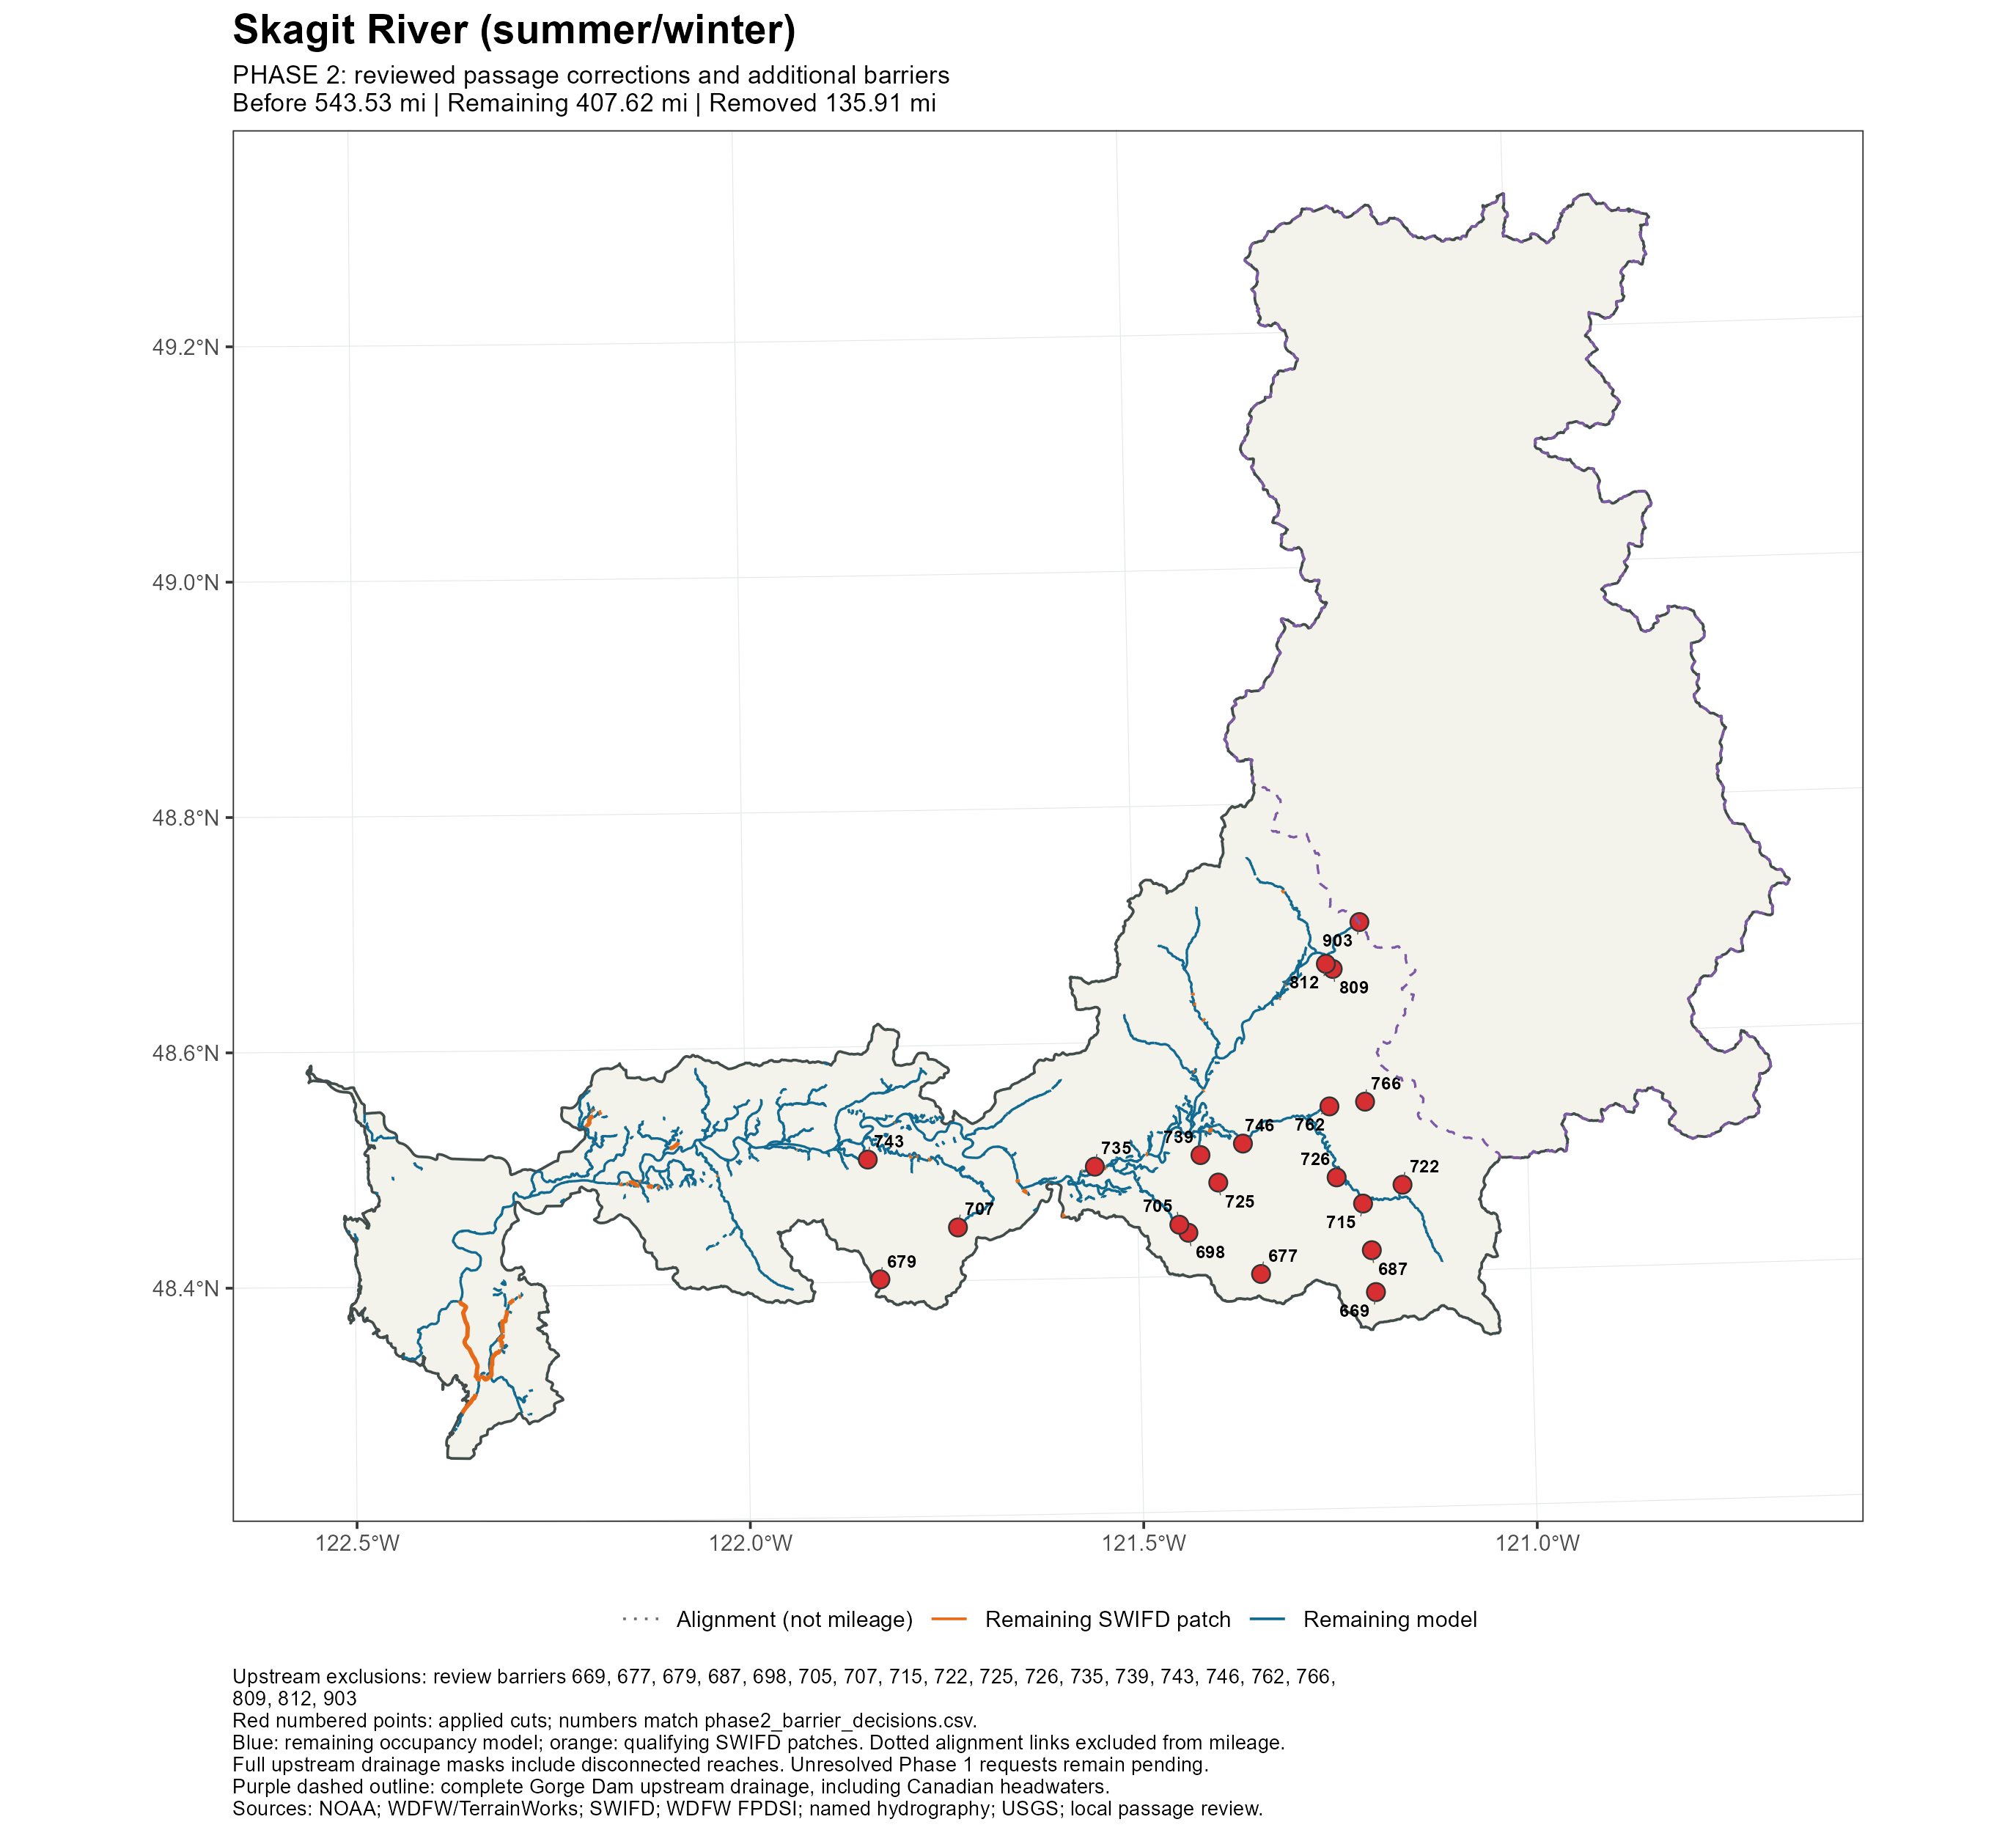 Skagit River (summer/winter)
PHASE 2: reviewed passage corrections and additional barriers
Before 543.53 mi | Remaining 407.62 mi | Removed 135.91 mi
49.2°N
49.0°N
48.8°N
903
812
809
48.6°N
766
746
762
739
743
735
726
722
725
705
707
715
698
677
679
687
48.4°N
669
122.5°W
122.0°W
121.5°W
121.0°W
Alignment (not mileage)
Remaining SWIFD patch
Remaining model
Upstream exclusions: review barriers 669, 677, 679, 687, 698, 705, 707, 715, 722, 725, 726, 735, 739, 743, 746, 762, 766,
809, 812, 903
Red numbered points: applied cuts; numbers match phase2_barrier_decisions.csv.
Blue: remaining occupancy model; orange: qualifying SWIFD patches. Dotted alignment links excluded from mileage.
Full upstream drainage masks include disconnected reaches. Unresolved Phase 1 requests remain pending.
Purple dashed outline: complete Gorge Dam upstream drainage, including Canadian headwaters.
Sources: NOAA; WDFW/TerrainWorks; SWIFD; WDFW FPDSI; named hydrography; USGS; local passage review.